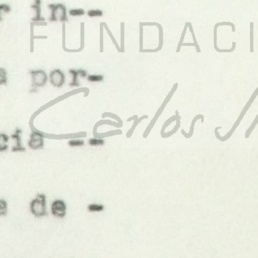 r in--
FUNDACI
a por-
Carlos
cia --
e de -